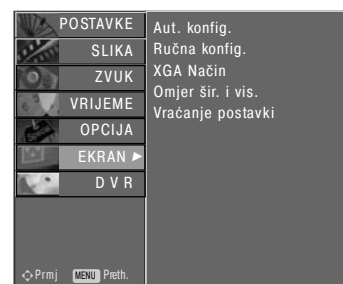 POSTAVKE
SLIKA
ZVUK
VRIJEME
OPCIJA
EKRAN
D V R
Aut. konfig.
Ručna konfig.
XGA Način
Omjer šir. i vis.
Vraćanje postavki
Prmj MENU Preth.